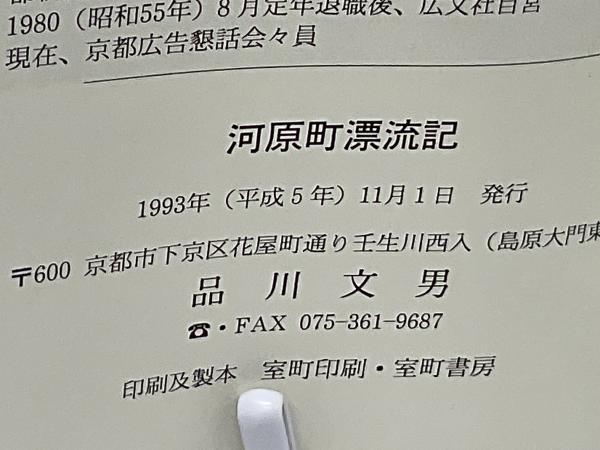 1980（昭和55年）8月定年退職後、広文社自営
現在、京都広告懇話会々員
河原町漂流記
1993年（平成5年）11月1日 発行
〒600 京都市下京区花屋町通り壬生川西入（島原大門東
品川文男
☎・FAX 075-361-9687
印刷及製本 室町印刷・室町書房